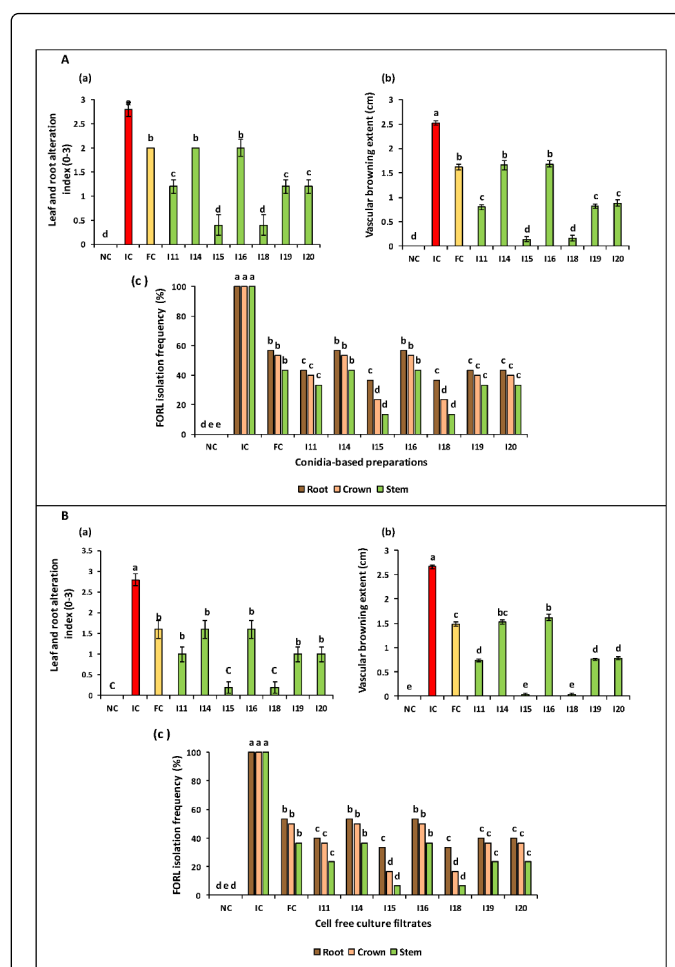 A
(a)
Leaf and root alteration
index (0-3)
3
2.5
2
1.5
1
0.5
0
d
a
b
c
b
d
b
d
c
c
NC IC FC I11 I14 I15 I16 I18 I19 I20
(b)
Vascular browning extent (cm)
3
2.5
2
1.5
1
0.5
0
d
a
b
c
b
d
b
d
c
c
NC IC FC I11 I14 I15 I16 I18 I19 I20
(c )
FORL isolation frequency (%)
100
80
60
40
20
0
d e e
a a a
b b b
c c c
b b b
c d d
b b b
c d d
c c c
c c c
NC IC FC I11 I14 I15 I16 I18 I19 I20
Conidia-based preparations
Root Crown Stem
B
(a)
Leaf and root alteration
index (0-3)
3.5
3
2.5
2
1.5
1
0.5
0
C
a
b
b
b
C
b
C
b
b
NC IC FC I11 I14 I15 I16 I18 I19 I20
(b)
Vascular browning extent (cm)
3
2.5
2
1.5
1
0.5
0
e
a
c
d
bc
e
b
e
d
d
NC IC FC I11 I14 I15 I16 I18 I19 I20
(c )
FORL isolation frequency (%)
100
80
60
40
20
0
d e d
a a a
b b b
c c c
b b b
c d d
b b b
c d d
c c c
c c c
NC IC FC I11 I14 I15 I16 I18 I19 I20
Cell free culture filtrates
Root Crown Stem